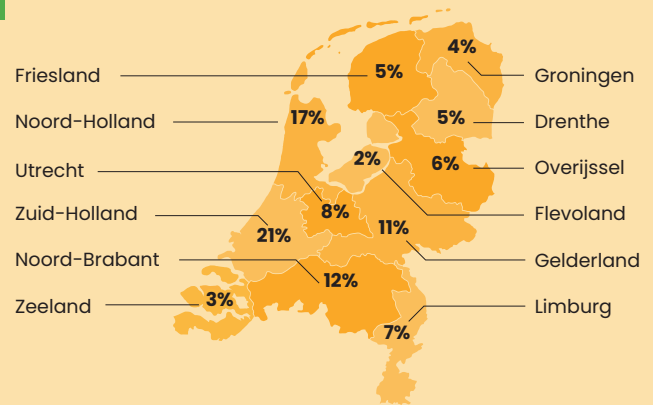 4%
Friesland
5%
Groningen
Noord-Holland
17%
5%
Drenthe
Utrecht
2%
6%
Overijssel
Zuid-Holland
8%
Flevoland
21%
11%
Noord-Brabant
12%
Gelderland
Zeeland
3%
Limburg
7%